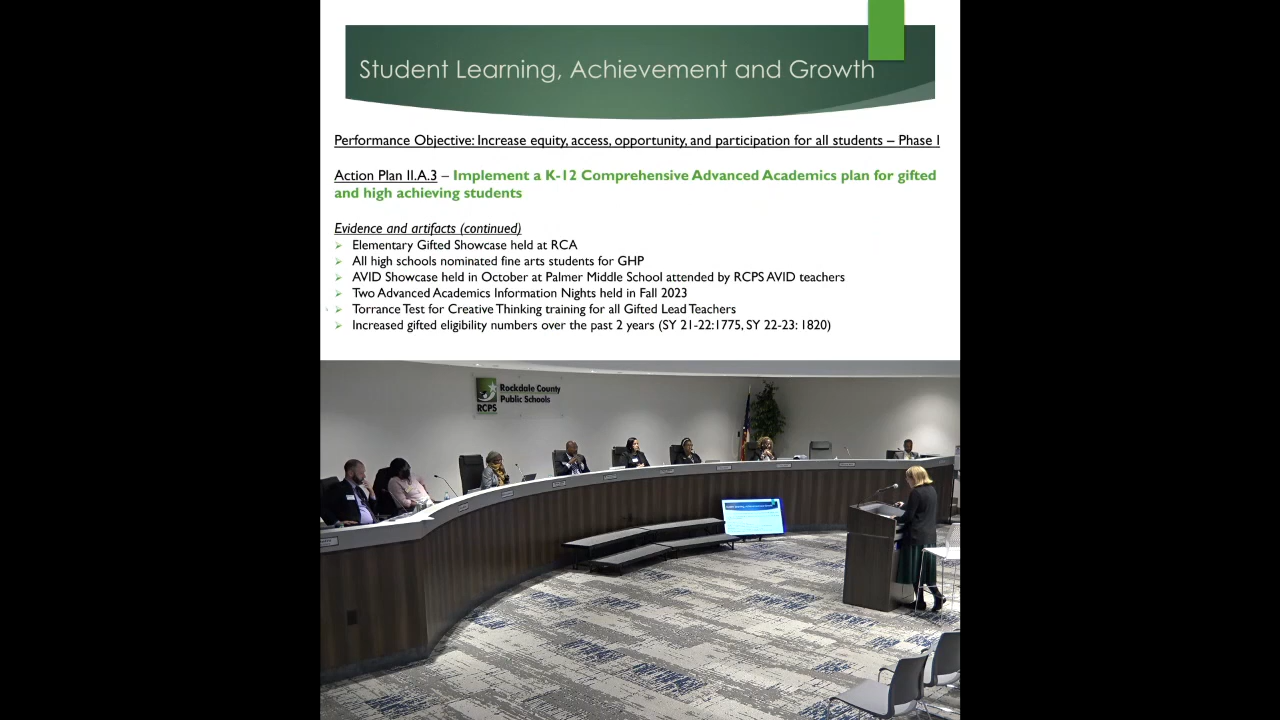 Student Learning, Achievement and Growth
Performance Objective: Increase equity, access, opportunity, and participation for all students – Phase I
Action Plan II.A.3 – Implement a K-12 Comprehensive Advanced Academics plan for gifted
and high achieving students
Evidence and artifacts (continued)
Elementary Gifted Showcase held at RCA
All high schools nominated fine arts students for GHP
AVID Showcase held in October at Palmer Middle School attended by RCPS AVID teachers
Two Advanced Academics Information Nights held in Fall 2023
Torrance Test for Creative Thinking training for all Gifted Lead Teachers
Increased gifted eligibility numbers over the past 2 years (SY 21-22:1775, SY 22-23: 1820)
Rockdale County
Public Schools
RCPS